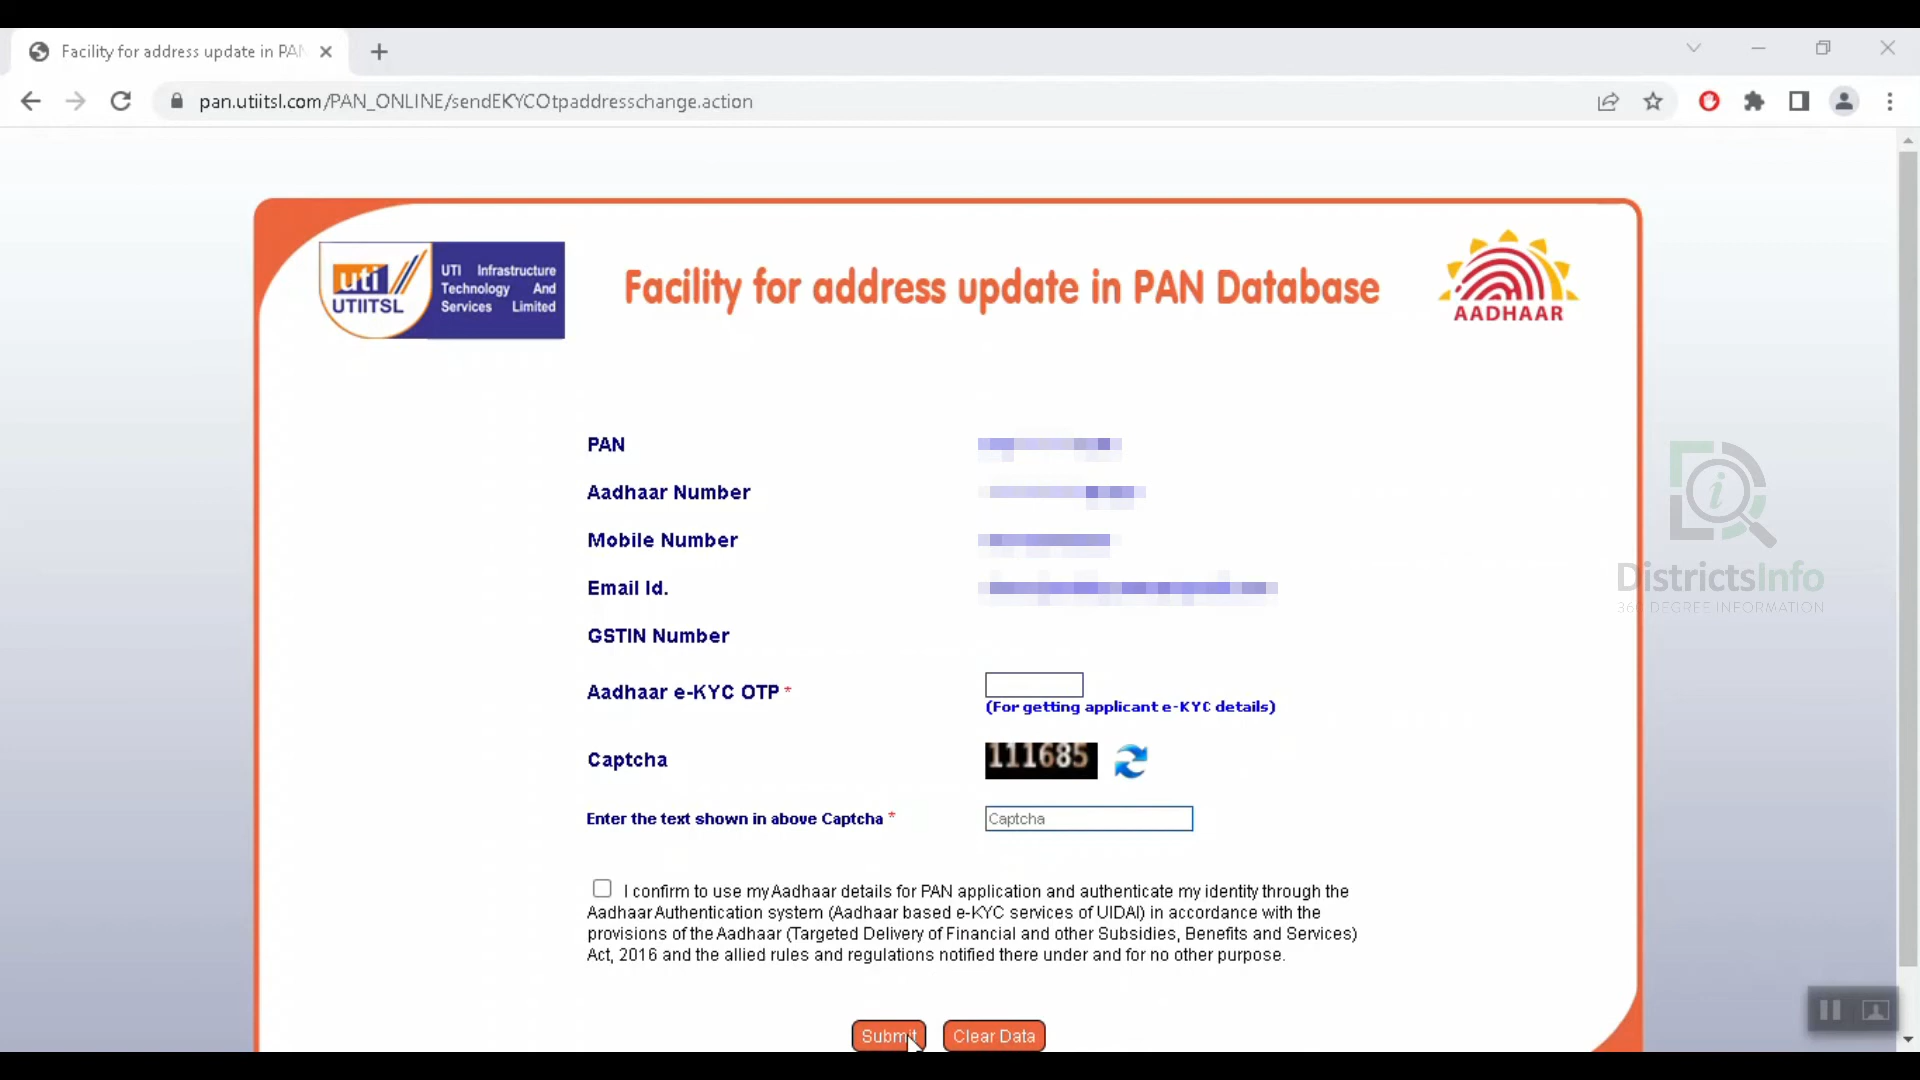 Facility for address update in PAN
pan.utiitsl.com/PAN_ONLINE/sendEKYCOtpaddresschange.action
uti
UTIITSL
UTI Infrastructure
Technology And
Services Limited
Facility for address update in PAN Database
AADHAAR
PAN
Aadhaar Number
Mobile Number
Email Id.
GSTIN Number
DistrictsInfo
360 DEGREE INFORMATION
Aadhaar e-KYC OTP *
(For getting applicant e-KYC details)
Captcha
111685
Enter the text shown in above Captcha *
Captcha
I confirm to use my Aadhaar details for PAN application and authenticate my identity through the
Aadhaar Authentication system (Aadhaar based e-KYC services of UIDAI) in accordance with the
provisions of the Aadhaar (Targeted Delivery of Financial and other Subsidies, Benefits and Services)
Act, 2016 and the allied rules and regulations notified there under and for no other purpose.
Submit
Clear Data